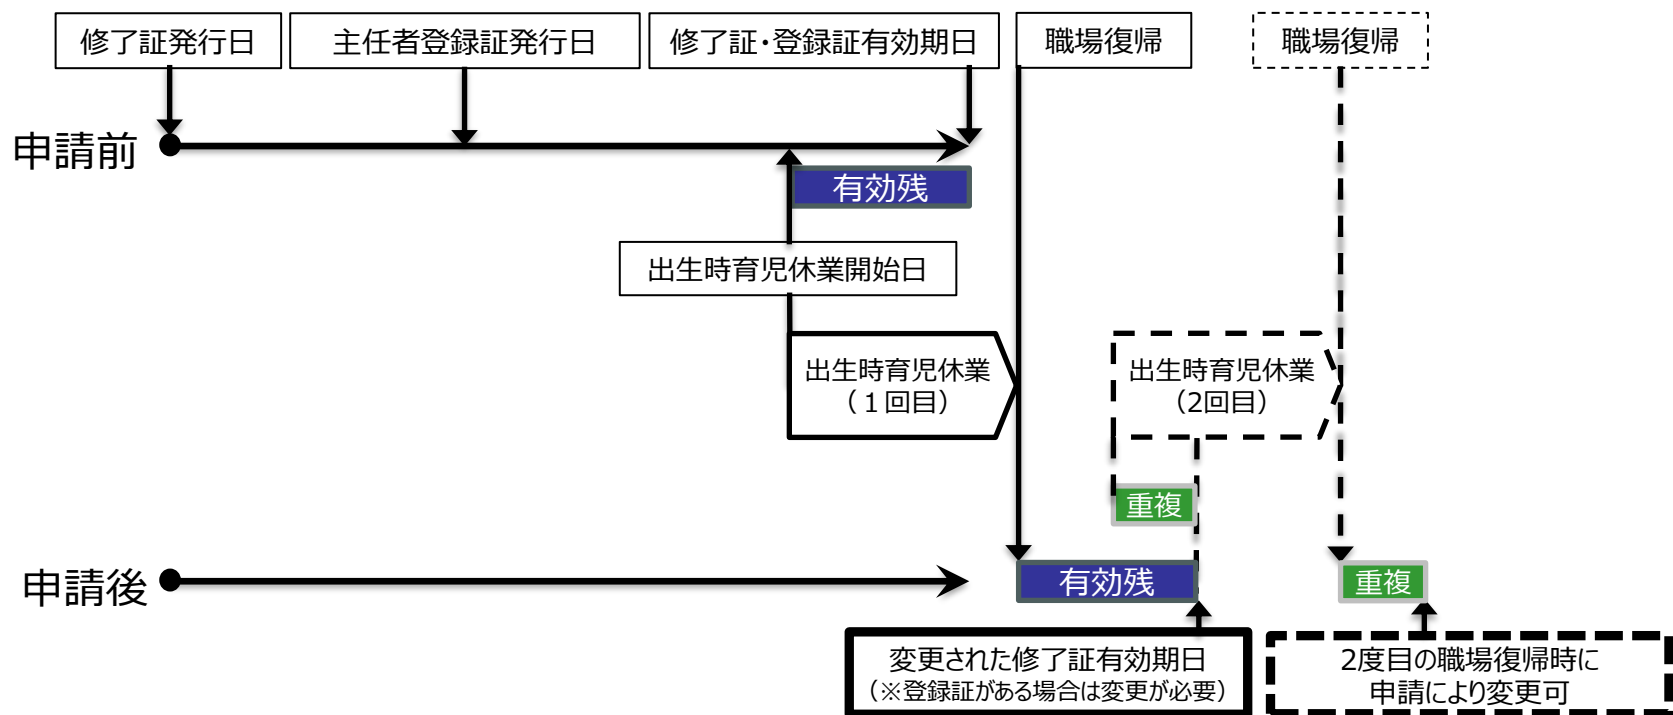 修了証発行日
主任者登録証発行日
修了証・登録証有効期日
職場復帰
職場復帰
申請前
有効残
出生時育児休業開始日
出生時育児休業
（１回目）
出生時育児休業
（2回目）
重複
申請後
有効残
重複
変更された修了証有効期日
（※登録証がある場合は変更が必要）
2度目の職場復帰時に
申請により変更可